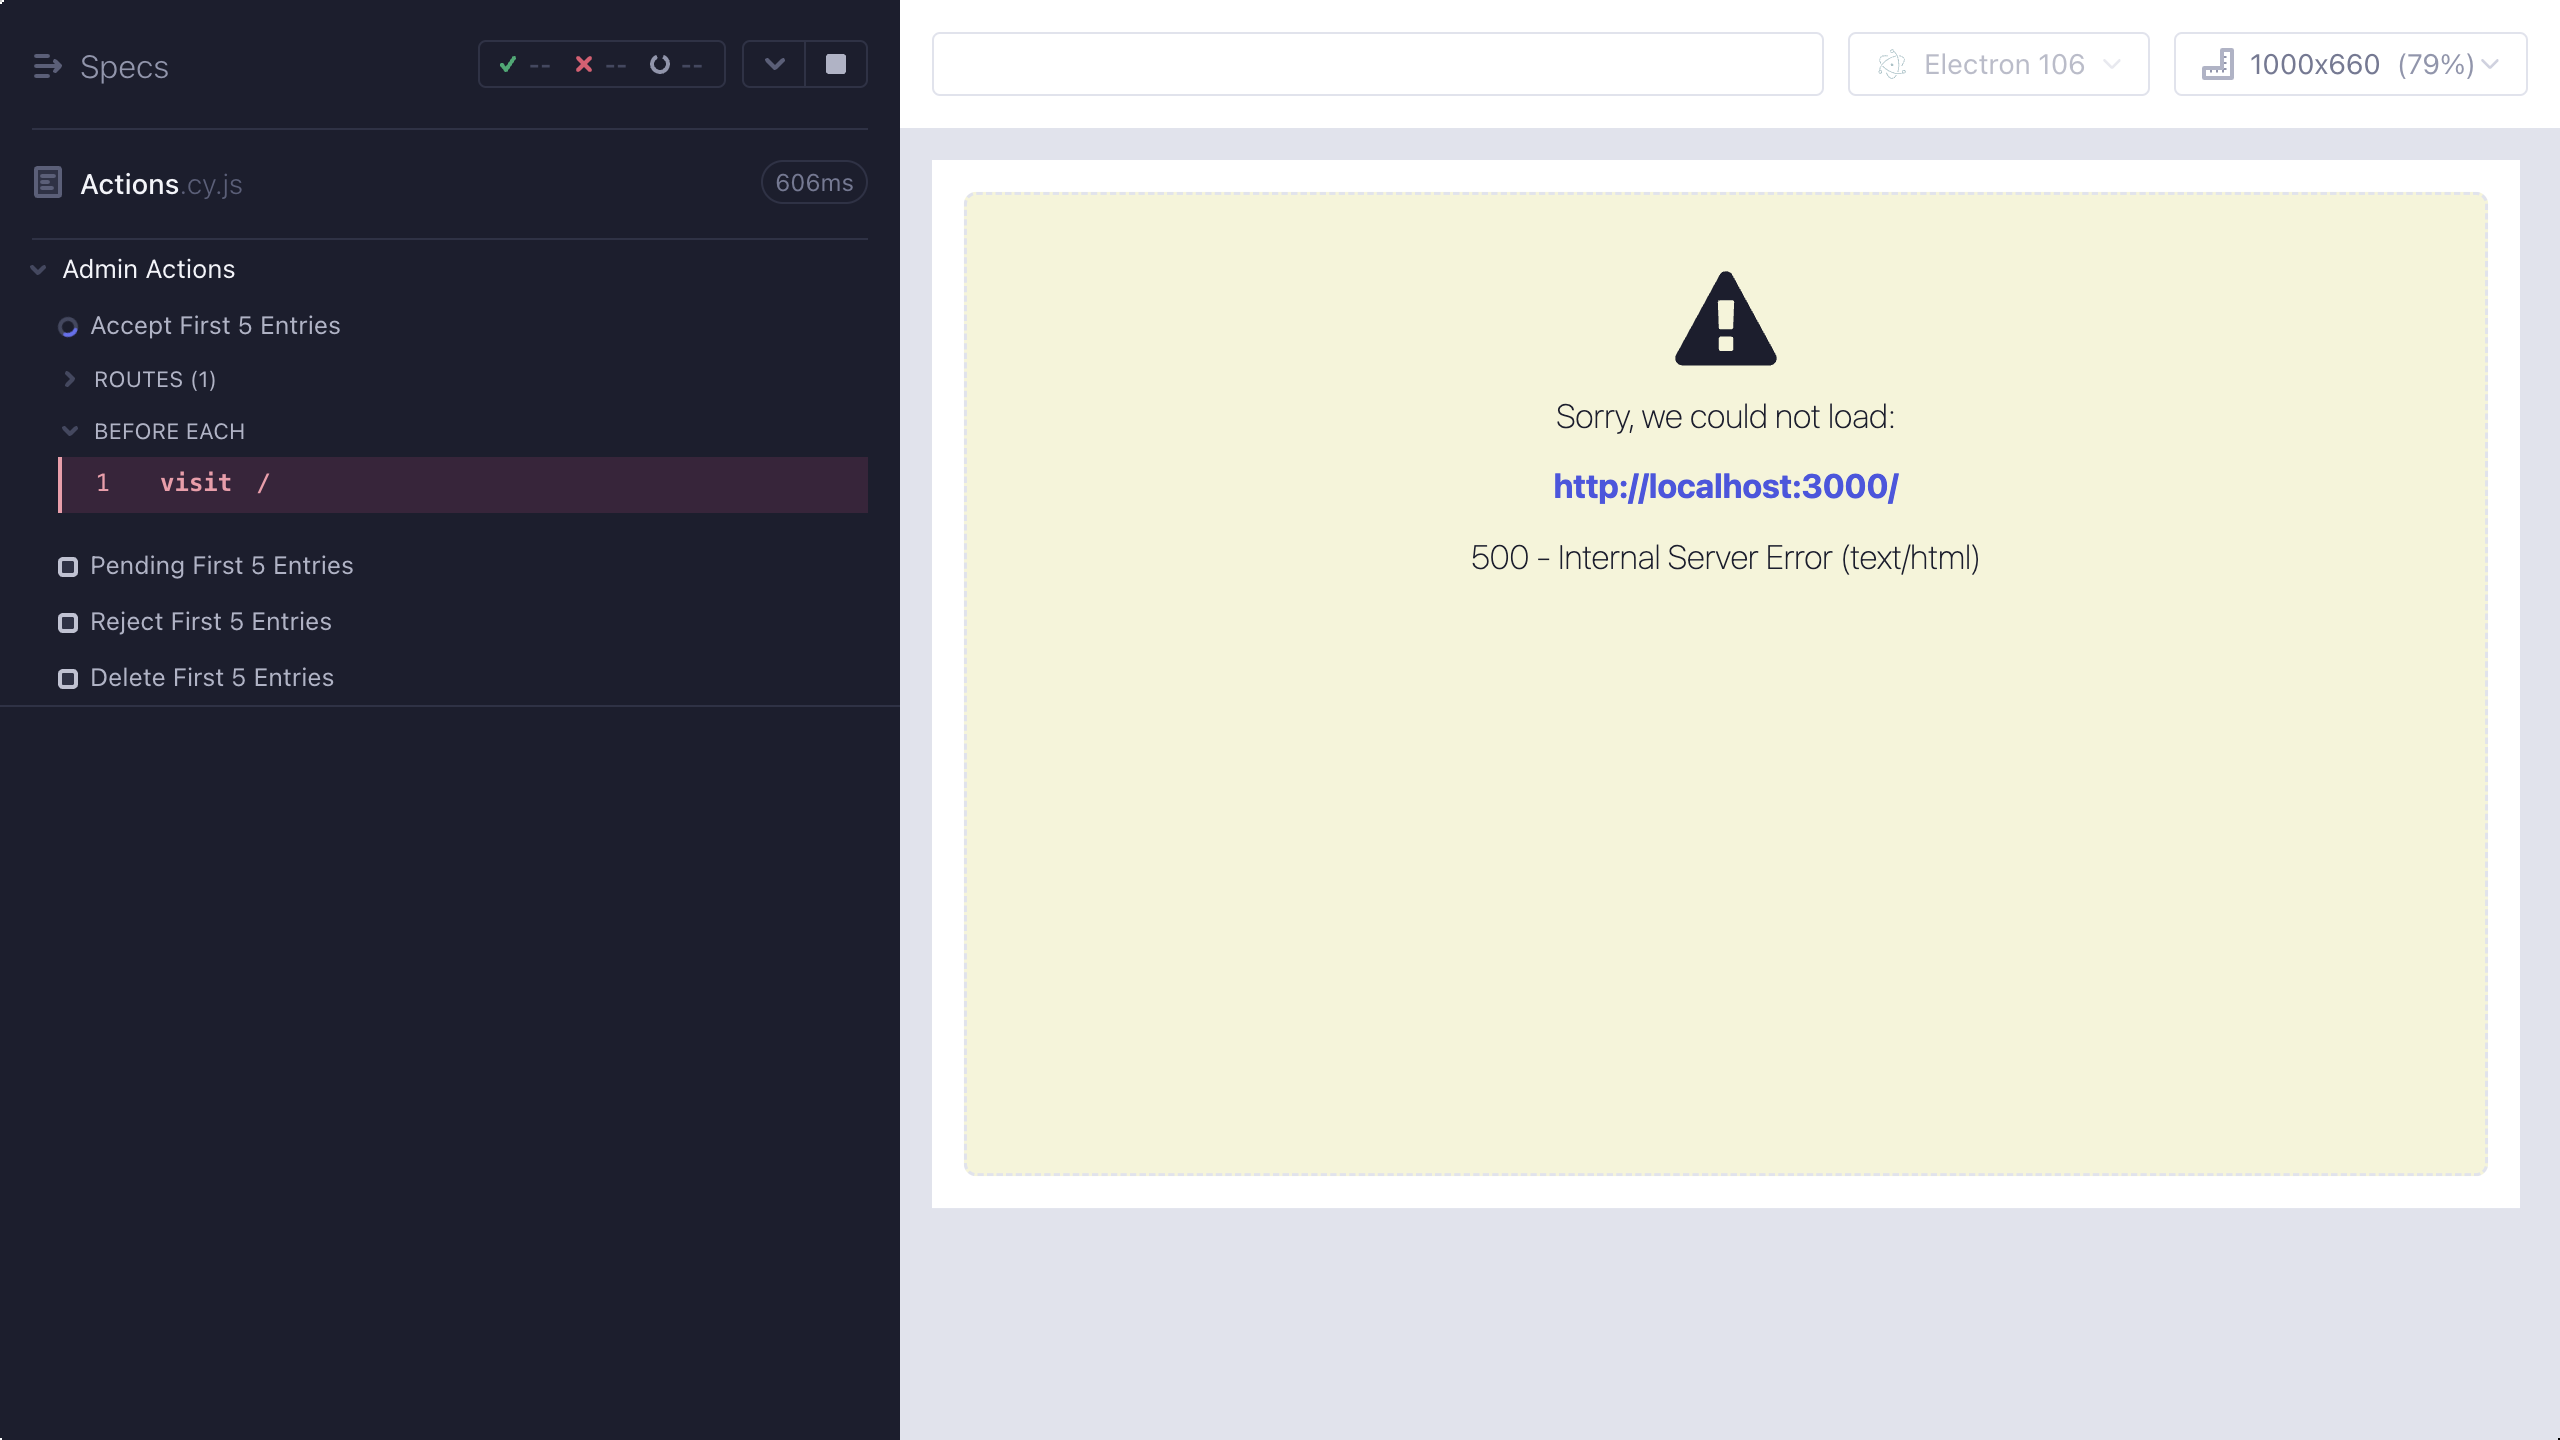 Specs
-- -- --
Actions.cy.js
606ms
Admin Actions
Accept First 5 Entries
ROUTES (1)
BEFORE EACH
1 visit /
Pending First 5 Entries
Reject First 5 Entries
Delete First 5 Entries
Electron 106
1000x660 (79%)
Sorry, we could not load:
http://localhost:3000/
500 - Internal Server Error (text/html)